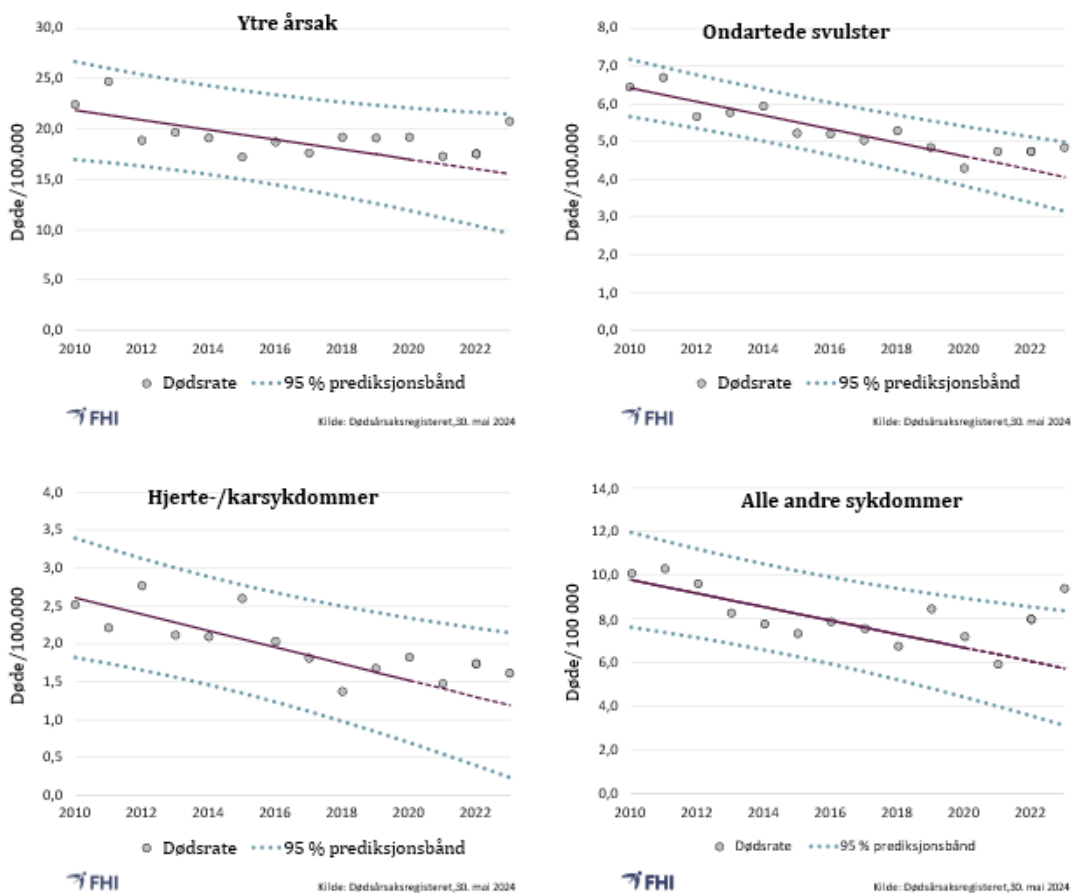 Ytre årsak
30,0
25,0
20,0
15,0
10,0
5,0
0,0
Døde/100.000
2010 2012 2014 2016 2018 2020 2022
Dødsrate 95 % prediksjonsbånd
FHI
Kilde: Dødsårsaksregisteret,30. mai 2024
Ondartede svulster
8,0
7,0
6,0
5,0
4,0
3,0
2,0
1,0
0,0
Døde/100.000
2010 2012 2014 2016 2018 2020 2022
Dødsrate 95 % prediksjonsbånd
FHI
Kilde: Dødsårsaksregisteret,30. mai 2024
Hjerte-/karsykdommer
4,0
3,5
3,0
2,5
2,0
1,5
1,0
0,5
0,0
Døde/100.000
2010 2012 2014 2016 2018 2020 2022
Dødsrate 95 % prediksjonsbånd
FHI
Kilde: Dødsårsaksregisteret,30. mai 2024
Alle andre sykdommer
14,0
12,0
10,0
8,0
6,0
4,0
2,0
0,0
Døde/100 000
2010 2012 2014 2016 2018 2020 2022
Dødsrate 95 % prediksjonsbånd
FHI
Kilde: Dødsårsaksregisteret,30. mai 2024